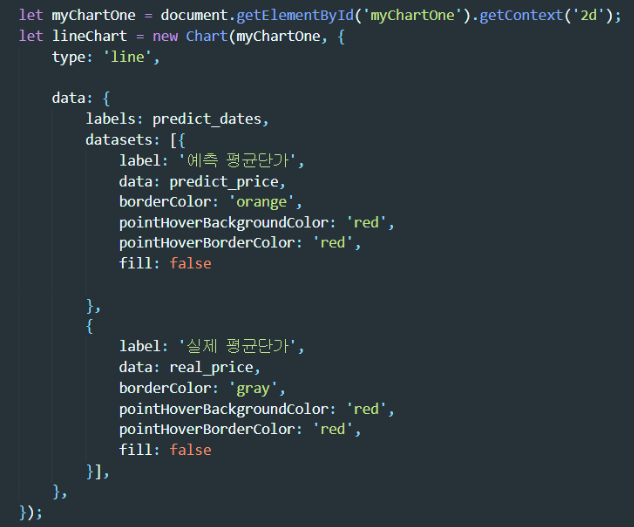 let myChartOne = document.getElementById('myChartOne').getContext('2d');
let lineChart = new Chart(myChartOne, {
    type: 'line',
    data: {
        labels: predict_dates,
        datasets: [{
            label: '예측 평균단가',
            data: predict_price,
            borderColor: 'orange',
            pointHoverBackgroundColor: 'red',
            pointHoverBorderColor: 'red',
            fill: false
        },
        {
            label: '실제 평균단가',
            data: real_price,
            borderColor: 'gray',
            pointHoverBackgroundColor: 'red',
            pointHoverBorderColor: 'red',
            fill: false
        }],
    },
});